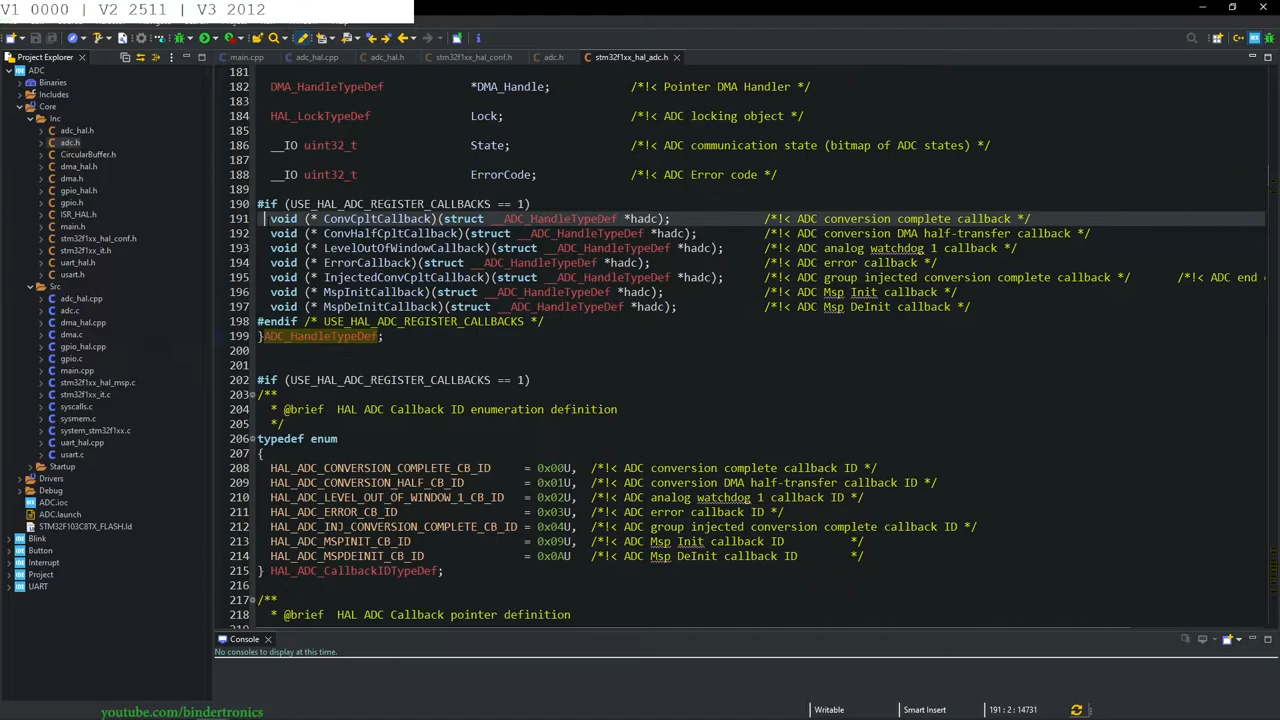 V1 0000 | V2 2511 | V3 2012
Project Explorer
main.cpp
adc_hal.cpp
adc_hal.h
stm32f1xx_hal_conf.h
adc.h
stm32f1xx_hal_adc.h
ADC
Binaries
Includes
Core
Inc
adc_hal.h
adc.h
CircularBuffer.h
dma_hal.h
dma.h
gpio_hal.h
gpio.h
ISR_HAL.h
main.h
stm32f1xx_hal_conf.h
stm32f1xx_it.h
uart_hal.h
usart.h
Src
adc_hal.cpp
adc.c
dma_hal.cpp
dma.c
gpio_hal.cpp
gpio.c
main.cpp
stm32f1xx_hal_msp.c
stm32f1xx_it.c
syscalls.c
sysmem.c
system_stm32f1xx.c
uart_hal.cpp
usart.c
Startup
Drivers
Debug
ADC.ioc
ADC.launch
STM32F103C8TX_FLASH.ld
Blink
Button
Interrupt
Project
UART
181
182 DMA_HandleTypeDef *DMA_Handle; /*!< Pointer DMA Handler */
183
184 HAL_LockTypeDef Lock; /*!< ADC locking object */
185
186 __IO uint32_t State; /*!< ADC communication state (bitmap of ADC states) */
187
188 __IO uint32_t ErrorCode; /*!< ADC Error code */
189
190 #if (USE_HAL_ADC_REGISTER_CALLBACKS == 1)
191 void (* ConvCpltCallback)(struct __ADC_HandleTypeDef *hadc); /*!< ADC conversion complete callback */
192 void (* ConvHalfCpltCallback)(struct __ADC_HandleTypeDef *hadc); /*!< ADC conversion DMA half-transfer callback */
193 void (* LevelOutOfWindowCallback)(struct __ADC_HandleTypeDef *hadc); /*!< ADC analog watchdog 1 callback */
194 void (* ErrorCallback)(struct __ADC_HandleTypeDef *hadc); /*!< ADC error callback */
195 void (* InjectedConvCpltCallback)(struct __ADC_HandleTypeDef *hadc); /*!< ADC group injected conversion complete callback */ /*!< ADC end o
196 void (* MspInitCallback)(struct __ADC_HandleTypeDef *hadc); /*!< ADC Msp Init callback */
197 void (* MspDeInitCallback)(struct __ADC_HandleTypeDef *hadc); /*!< ADC Msp DeInit callback */
198 #endif /* USE_HAL_ADC_REGISTER_CALLBACKS */
199 }ADC_HandleTypeDef;
200
201
202 #if (USE_HAL_ADC_REGISTER_CALLBACKS == 1)
203 /**
204 * @brief HAL ADC Callback ID enumeration definition
205 */
206 typedef enum
207 {
208 HAL_ADC_CONVERSION_COMPLETE_CB_ID = 0x00U, /*!< ADC conversion complete callback ID */
209 HAL_ADC_CONVERSION_HALF_CB_ID = 0x01U, /*!< ADC conversion DMA half-transfer callback ID */
210 HAL_ADC_LEVEL_OUT_OF_WINDOW_1_CB_ID = 0x02U, /*!< ADC analog watchdog 1 callback ID */
211 HAL_ADC_ERROR_CB_ID = 0x03U, /*!< ADC error callback ID */
212 HAL_ADC_INJ_CONVERSION_COMPLETE_CB_ID = 0x04U, /*!< ADC group injected conversion complete callback ID */
213 HAL_ADC_MSPINIT_CB_ID = 0x09U, /*!< ADC Msp Init callback ID */
214 HAL_ADC_MSPDEINIT_CB_ID = 0x0AU /*!< ADC Msp DeInit callback ID */
215 } HAL_ADC_CallbackIDTypeDef;
216
217 /**
218 * @brief HAL ADC Callback pointer definition
Console
No consoles to display at this time.
youtube.com/bindertronics
Writable
Smart Insert
191 : 2 : 14731